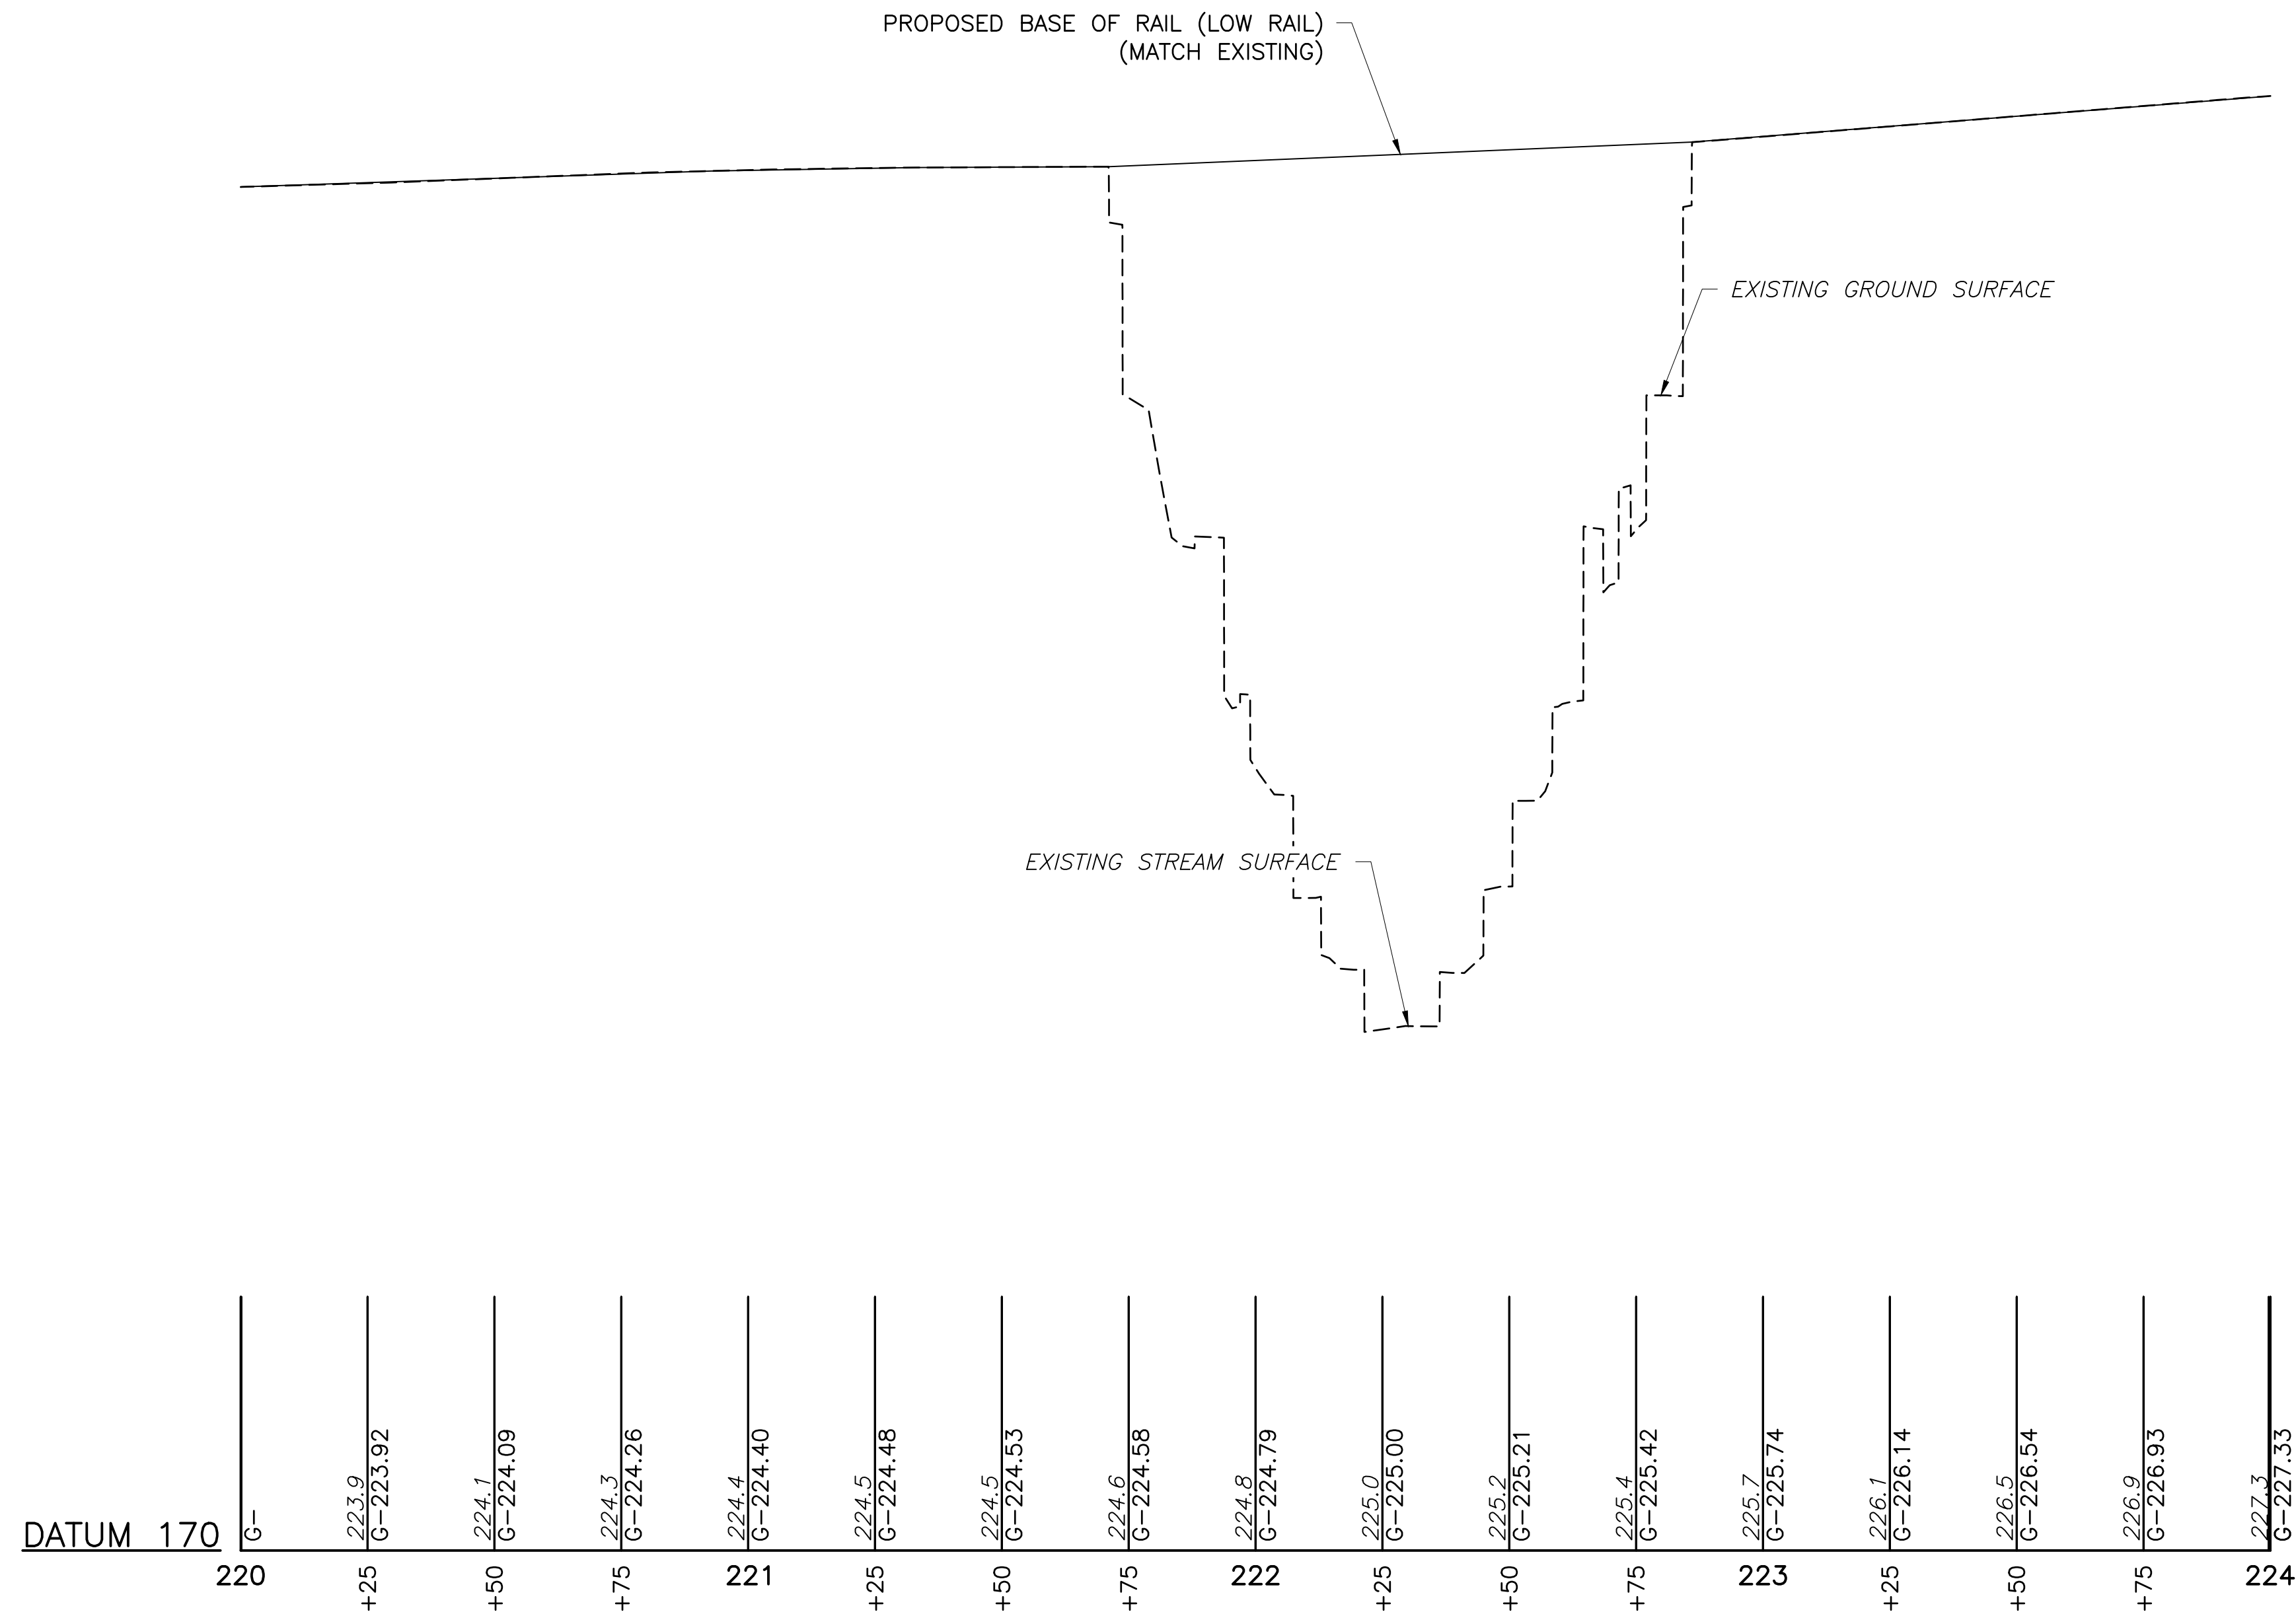 PROPOSED BASE OF RAIL (LOW RAIL)
(MATCH EXISTING)
EXISTING GROUND SURFACE
EXISTING STREAM SURFACE
DATUM 170
G-
223.9
G-223.92
224.1
G-224.09
224.3
G-224.26
224.4
G-224.40
224.5
G-224.48
224.5
G-224.53
224.6
G-224.58
224.8
G-224.79
225.0
G-225.00
225.2
G-225.21
225.4
G-225.42
225.7
G-225.74
226.1
G-226.14
226.5
G-226.54
226.9
G-226.93
227.3
G-227.33
220
+25
+50
+75
221
+25
+50
+75
222
+25
+50
+75
223
+25
+50
+75
224